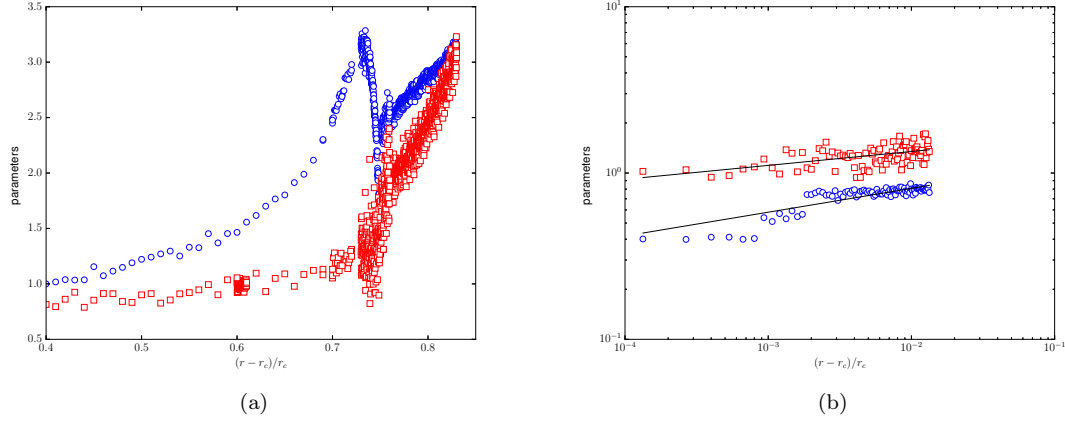 3.5
3.0
2.5
2.0
1.5
1.0
0.5
parameters
0.4 0.5 0.6 0.7 0.8
(r − r_c)/r_c
(a)
10^0
10^1
10^{-1}
parameters
10^{-4} 10^{-3} 10^{-2} 10^{-1}
(r − r_c)/r_c
(b)